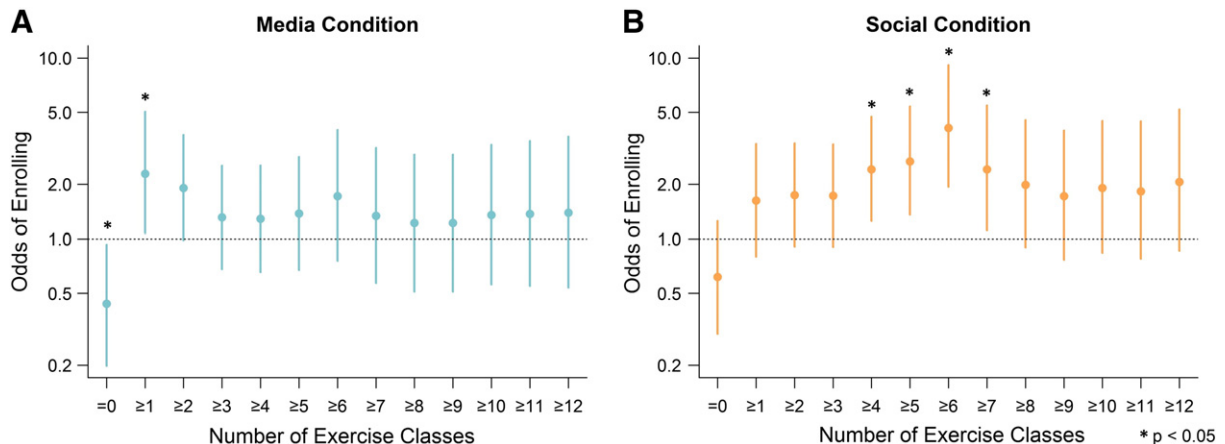 A
Media Condition
Odds of Enrolling
10.0
5.0
2.0
1.0
0.5
0.2
=0 ≥1 ≥2 ≥3 ≥4 ≥5 ≥6 ≥7 ≥8 ≥9 ≥10 ≥11 ≥12
Number of Exercise Classes
*
*
B
Social Condition
Odds of Enrolling
10.0
5.0
2.0
1.0
0.5
0.2
*
*
*
*
=0 ≥1 ≥2 ≥3 ≥4 ≥5 ≥6 ≥7 ≥8 ≥9 ≥10 ≥11 ≥12
Number of Exercise Classes
* p < 0.05